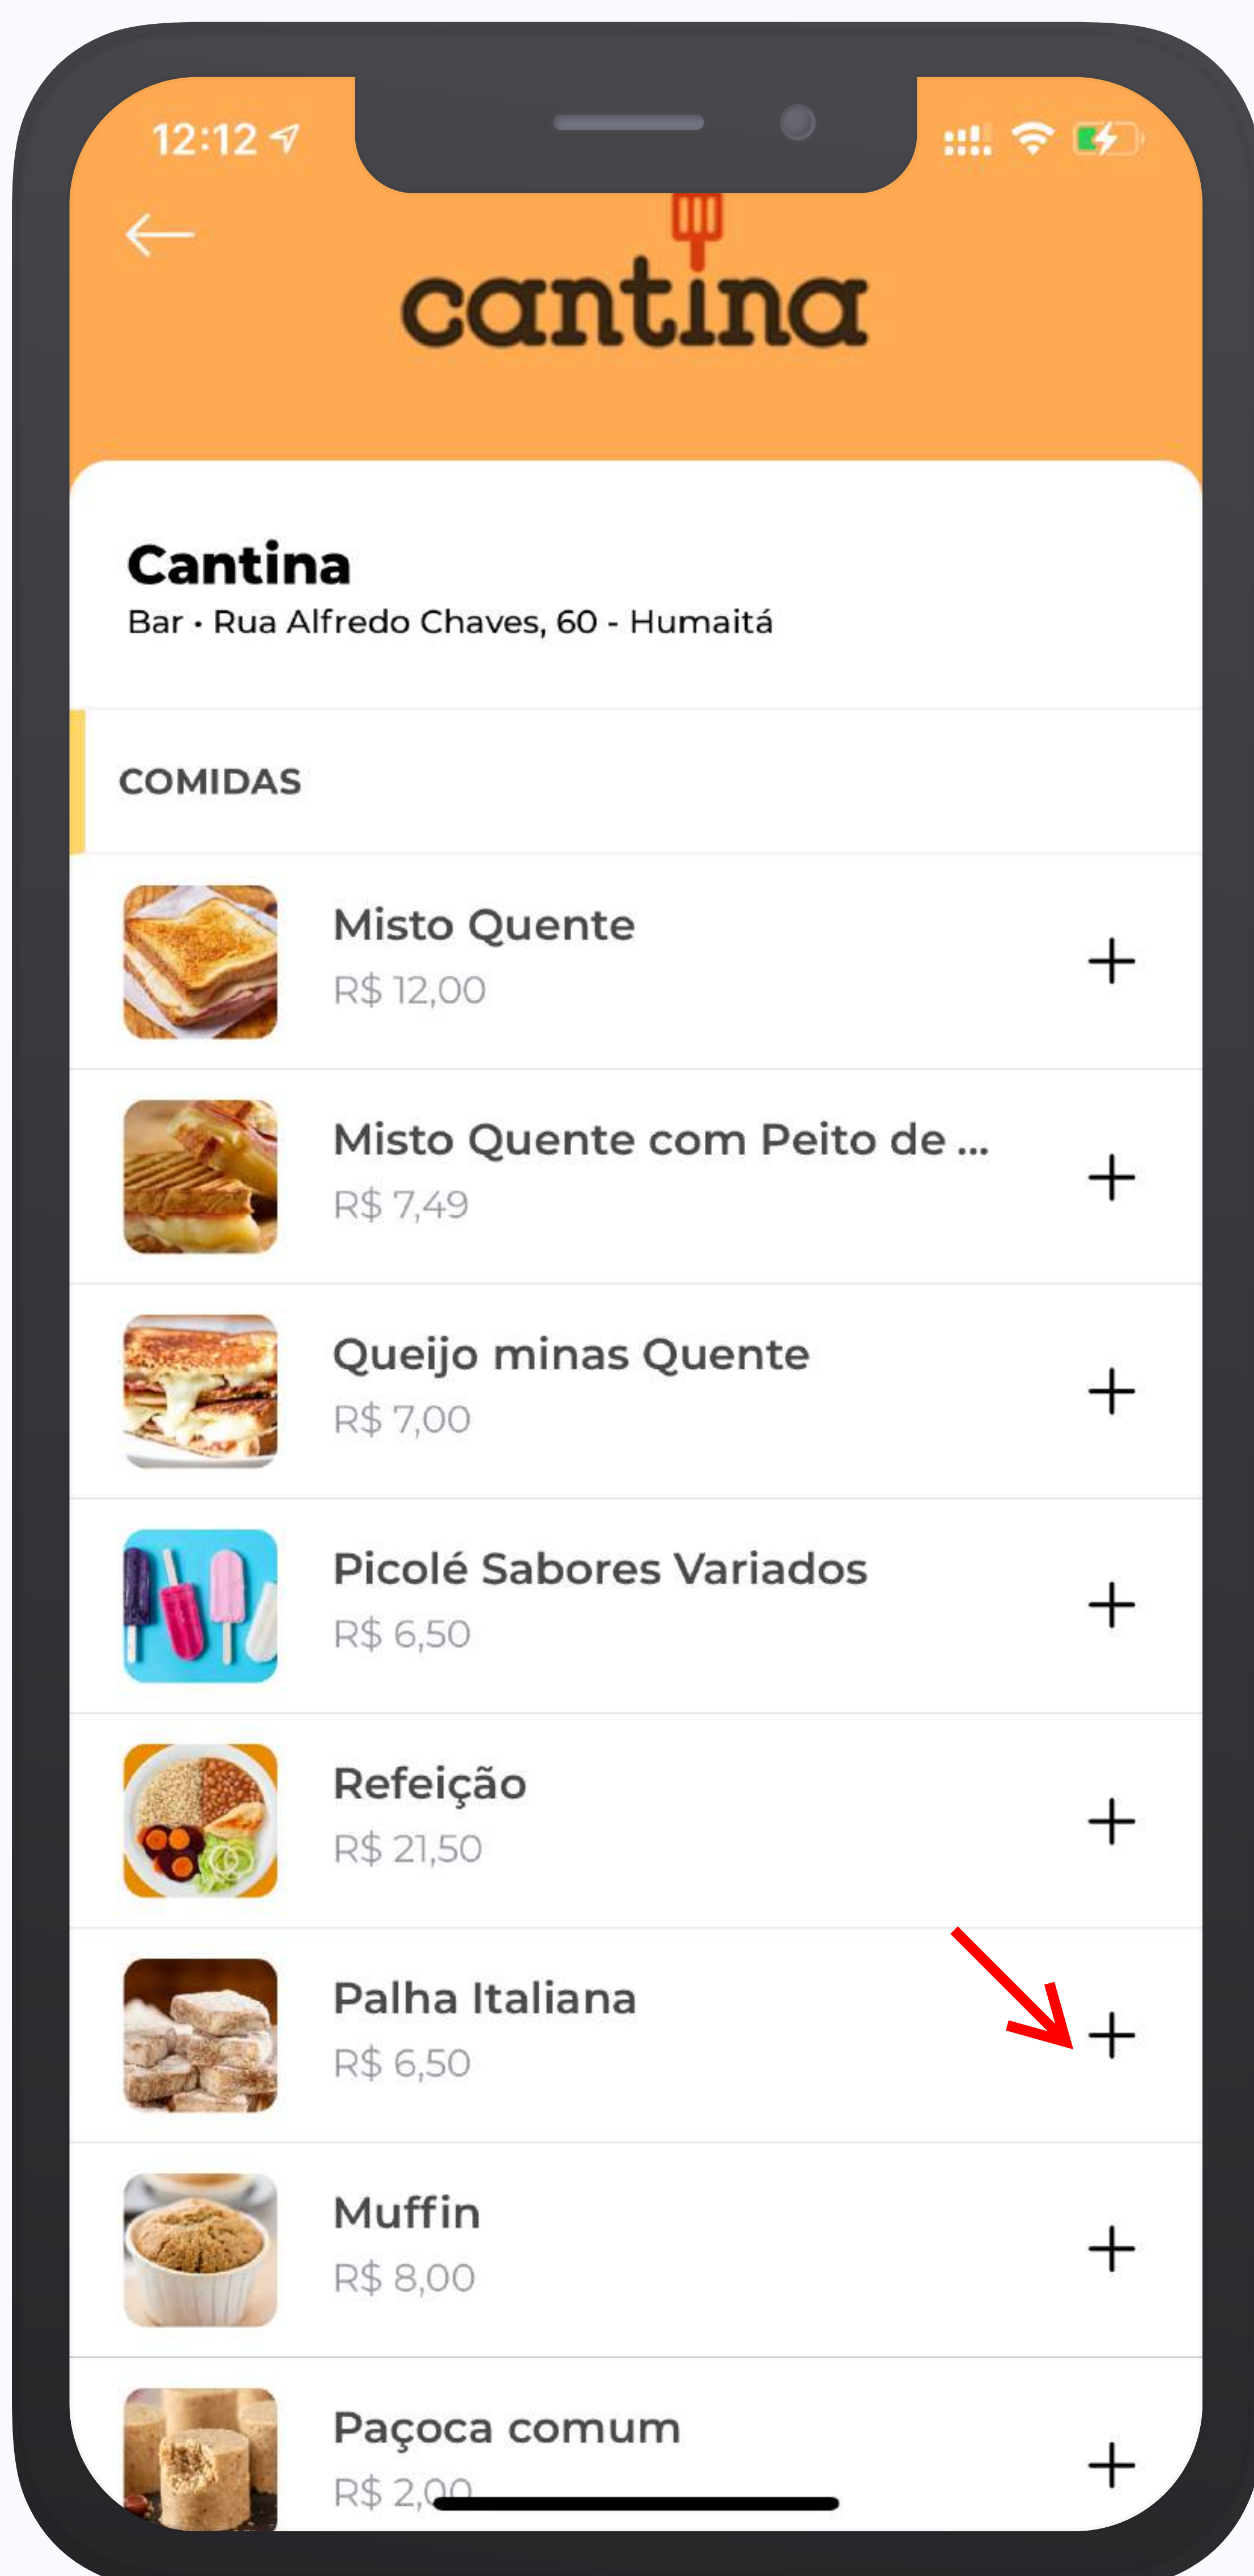 12:12
cantina
Cantina
Bar • Rua Alfredo Chaves, 60 - Humaitá
COMIDAS
Misto Quente
R$ 12,00
Misto Quente com Peito de ...
R$ 7,49
Queijo minas Quente
R$ 7,00
Picolé Sabores Variados
R$ 6,50
Refeição
R$ 21,50
Palha Italiana
R$ 6,50
Muffin
R$ 8,00
Paçoca comum
R$ 2,00